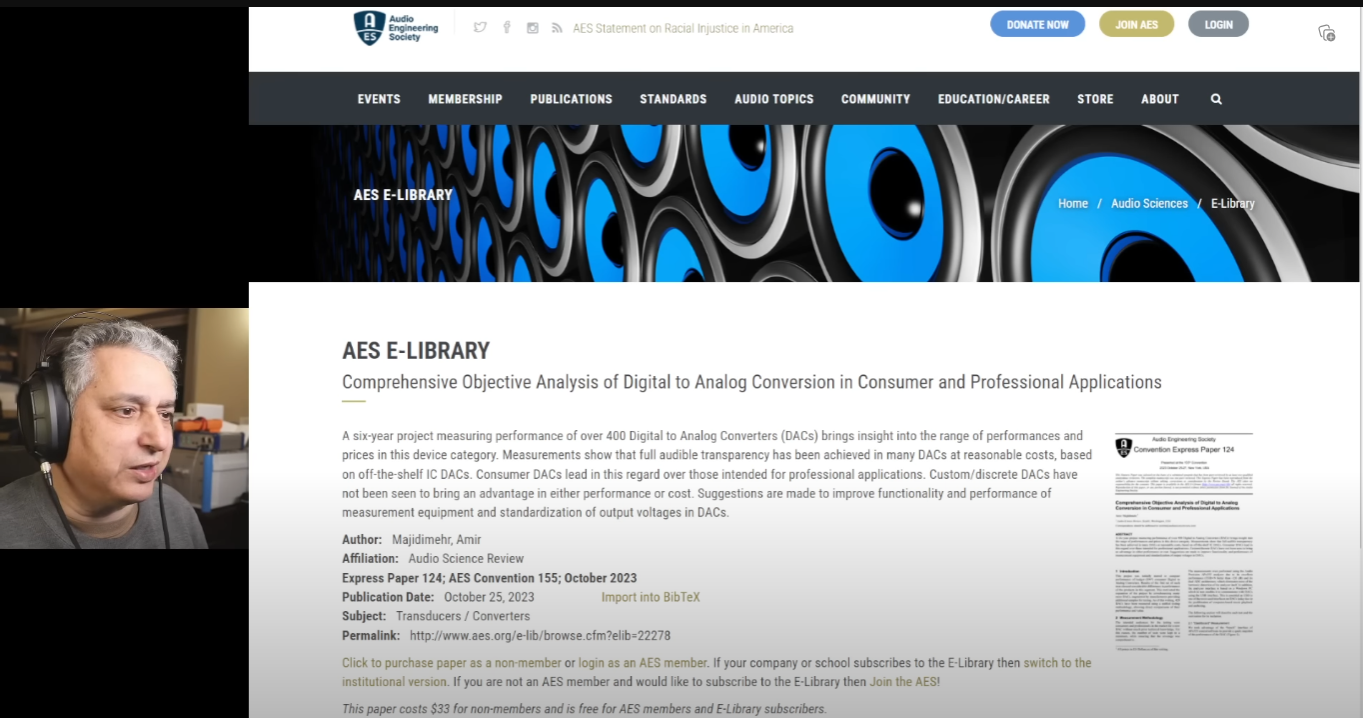 Audio
Engineering
Society
AES
AES Statement on Racial Injustice in America
DONATE NOW
JOIN AES
LOGIN
EVENTS MEMBERSHIP PUBLICATIONS STANDARDS AUDIO TOPICS COMMUNITY EDUCATION/CAREER STORE ABOUT
AES E-LIBRARY
Home / Audio Sciences / E-Library
AES E-LIBRARY
Comprehensive Objective Analysis of Digital to Analog Conversion in Consumer and Professional Applications
A six-year project measuring performance of over 400 Digital to Analog Converters (DACs) brings insight into the range of performances and
prices in this device category. Measurements show that full audible transparency has been achieved in many DACs at reasonable costs, based
on off-the-shelf IC DACs. Consumer DACs lead in this regard over those intended for professional applications. Custom/discrete DACs have
not been seen to bring an advantage in either performance or cost. Suggestions are made to improve functionality and performance of
measurement equipment and standardization of output voltages in DACs.
Author: Majidimehr, Amir
Affiliation: Audio Science Review
Express Paper 124; AES Convention 155; October 2023
Publication Date: October 25, 2023 Import into BibTeX
Subject: Transducers / Converters
Permalink: http://www.aes.org/e-lib/browse.cfm?elib=22278
Click to purchase paper as a non-member or login as an AES member. If your company or school subscribes to the E-Library then switch to the
institutional version. If you are not an AES member and would like to subscribe to the E-Library then Join the AES!
This paper costs $33 for non-members and is free for AES members and E-Library subscribers.
Audio Engineering Society
Convention Express Paper 124
Comprehensive Objective Analysis of Digital to Analog
Conversion in Consumer and Professional Applications